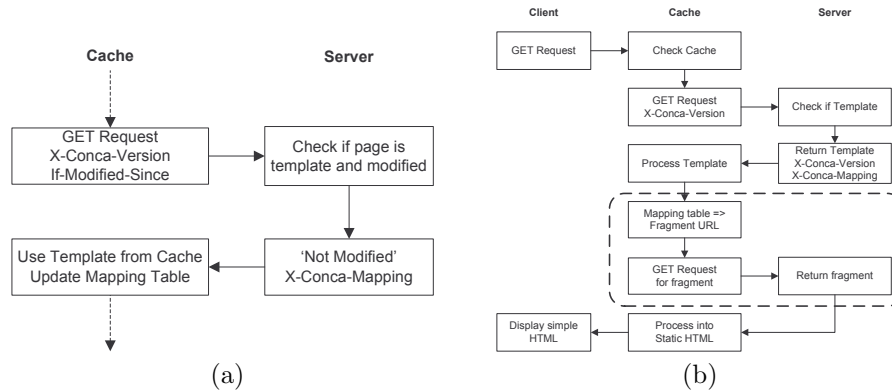 Cache
Server
GET Request
X-Conca-Version
If-Modified-Since
Check if page is
template and modified
Use Template from Cache
Update Mapping Table
‘Not Modified’
X-Conca-Mapping
(a)
Client
Cache
Server
GET Request
Check Cache
GET Request
X-Conca-Version
Check if Template
Process Template
Return Template
X-Conca-Version
X-Conca-Mapping
Mapping table =>
Fragment URL
GET Request
for fragment
Return fragment
Display simple
HTML
Process into
Static HTML
(b)